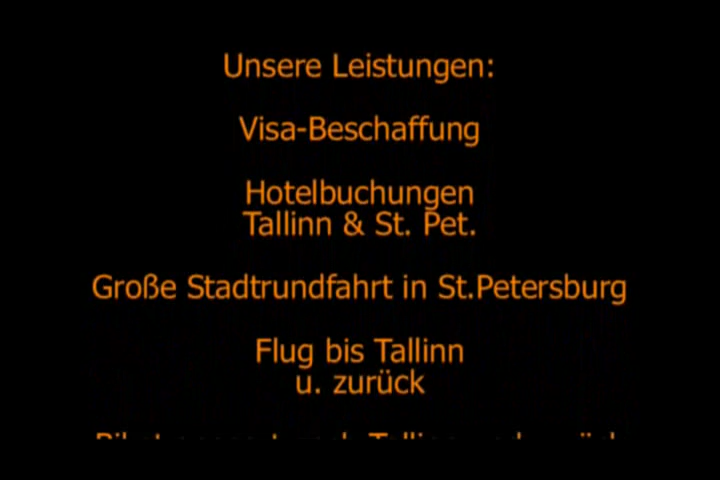 Unsere Leistungen:
Visa-Beschaffung
Hotelbuchungen
Tallinn & St. Pet.
Große Stadtrundfahrt in St.Petersburg
Flug bis Tallinn
u. zurück